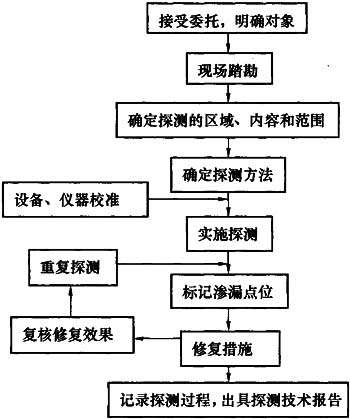 接受委托，明确对象
现场踏勘
确定探测的区域、内容和范围
确定探测方法
设备、仪器校准
实施探测
重复探测
标记渗漏点位
复核修复效果
修复措施
记录探测过程，出具探测技术报告